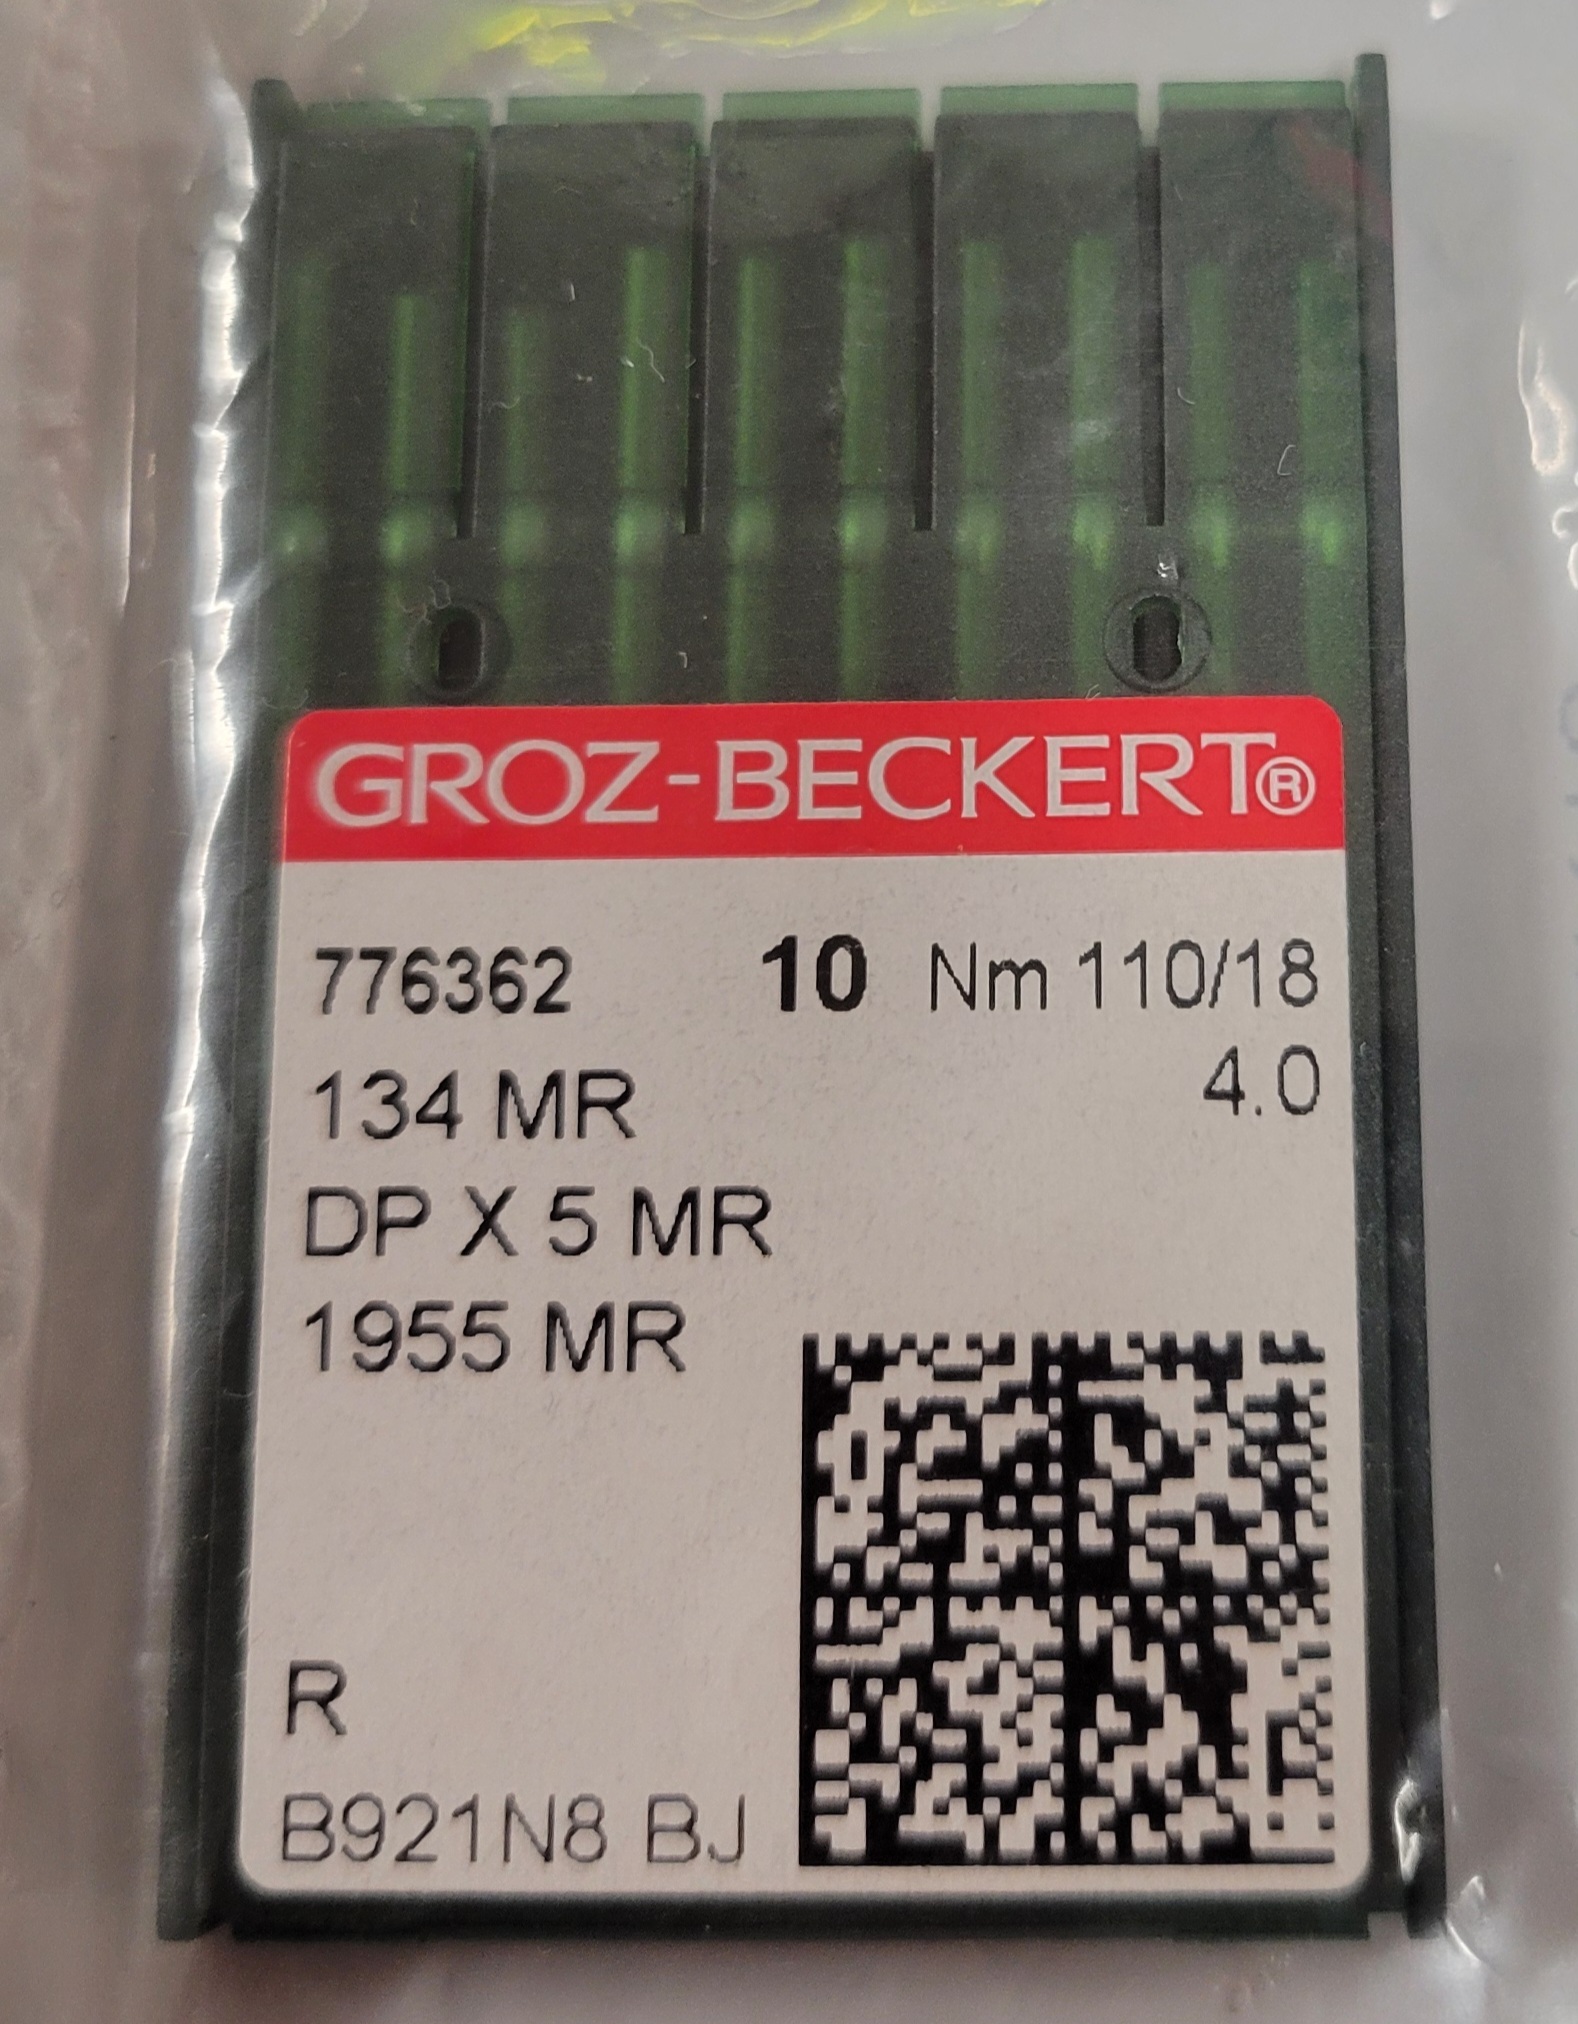 GROZ-BECKERT®
776362 10 Nm 110/18
134 MR 4.0
DP X 5 MR
1955 MR
R
B921N8 BJ